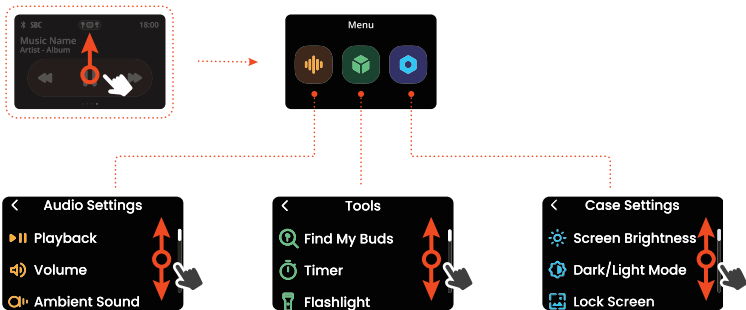 SBC
18:00
Music Name
Artist - Album
Menu
Audio Settings
Playback
Volume
Ambient Sound
Tools
Find My Buds
Timer
Flashlight
Case Settings
Screen Brightness
Dark/Light Mode
Lock Screen